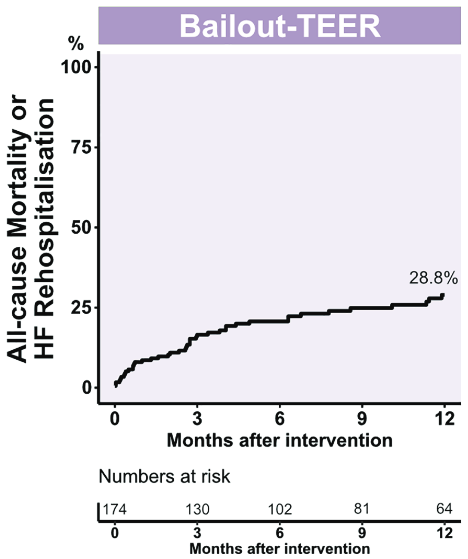 Bailout-TEER
%
All-cause Mortality or
HF Rehospitalisation
100
75
50
25
0
28.8%
0 3 6 9 12
Months after intervention
Numbers at risk
174 130 102 81 64
0 3 6 9 12
Months after intervention